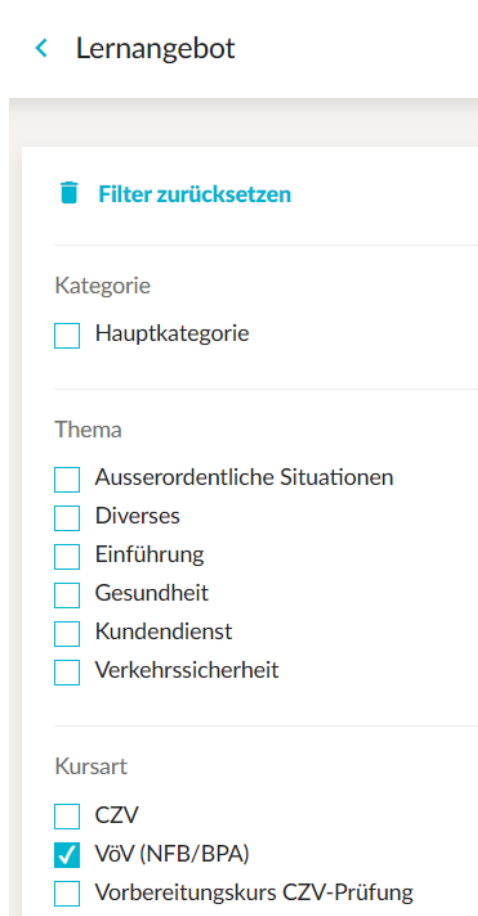 Lernangebot
Filter zurücksetzen
Kategorie
Hauptkategorie
Thema
Ausserordentliche Situationen
Diverses
Einführung
Gesundheit
Kundendienst
Verkehrssicherheit
Kursart
CZV
VöV (NFB/BPA)
Vorbereitungskurs CZV-Prüfung